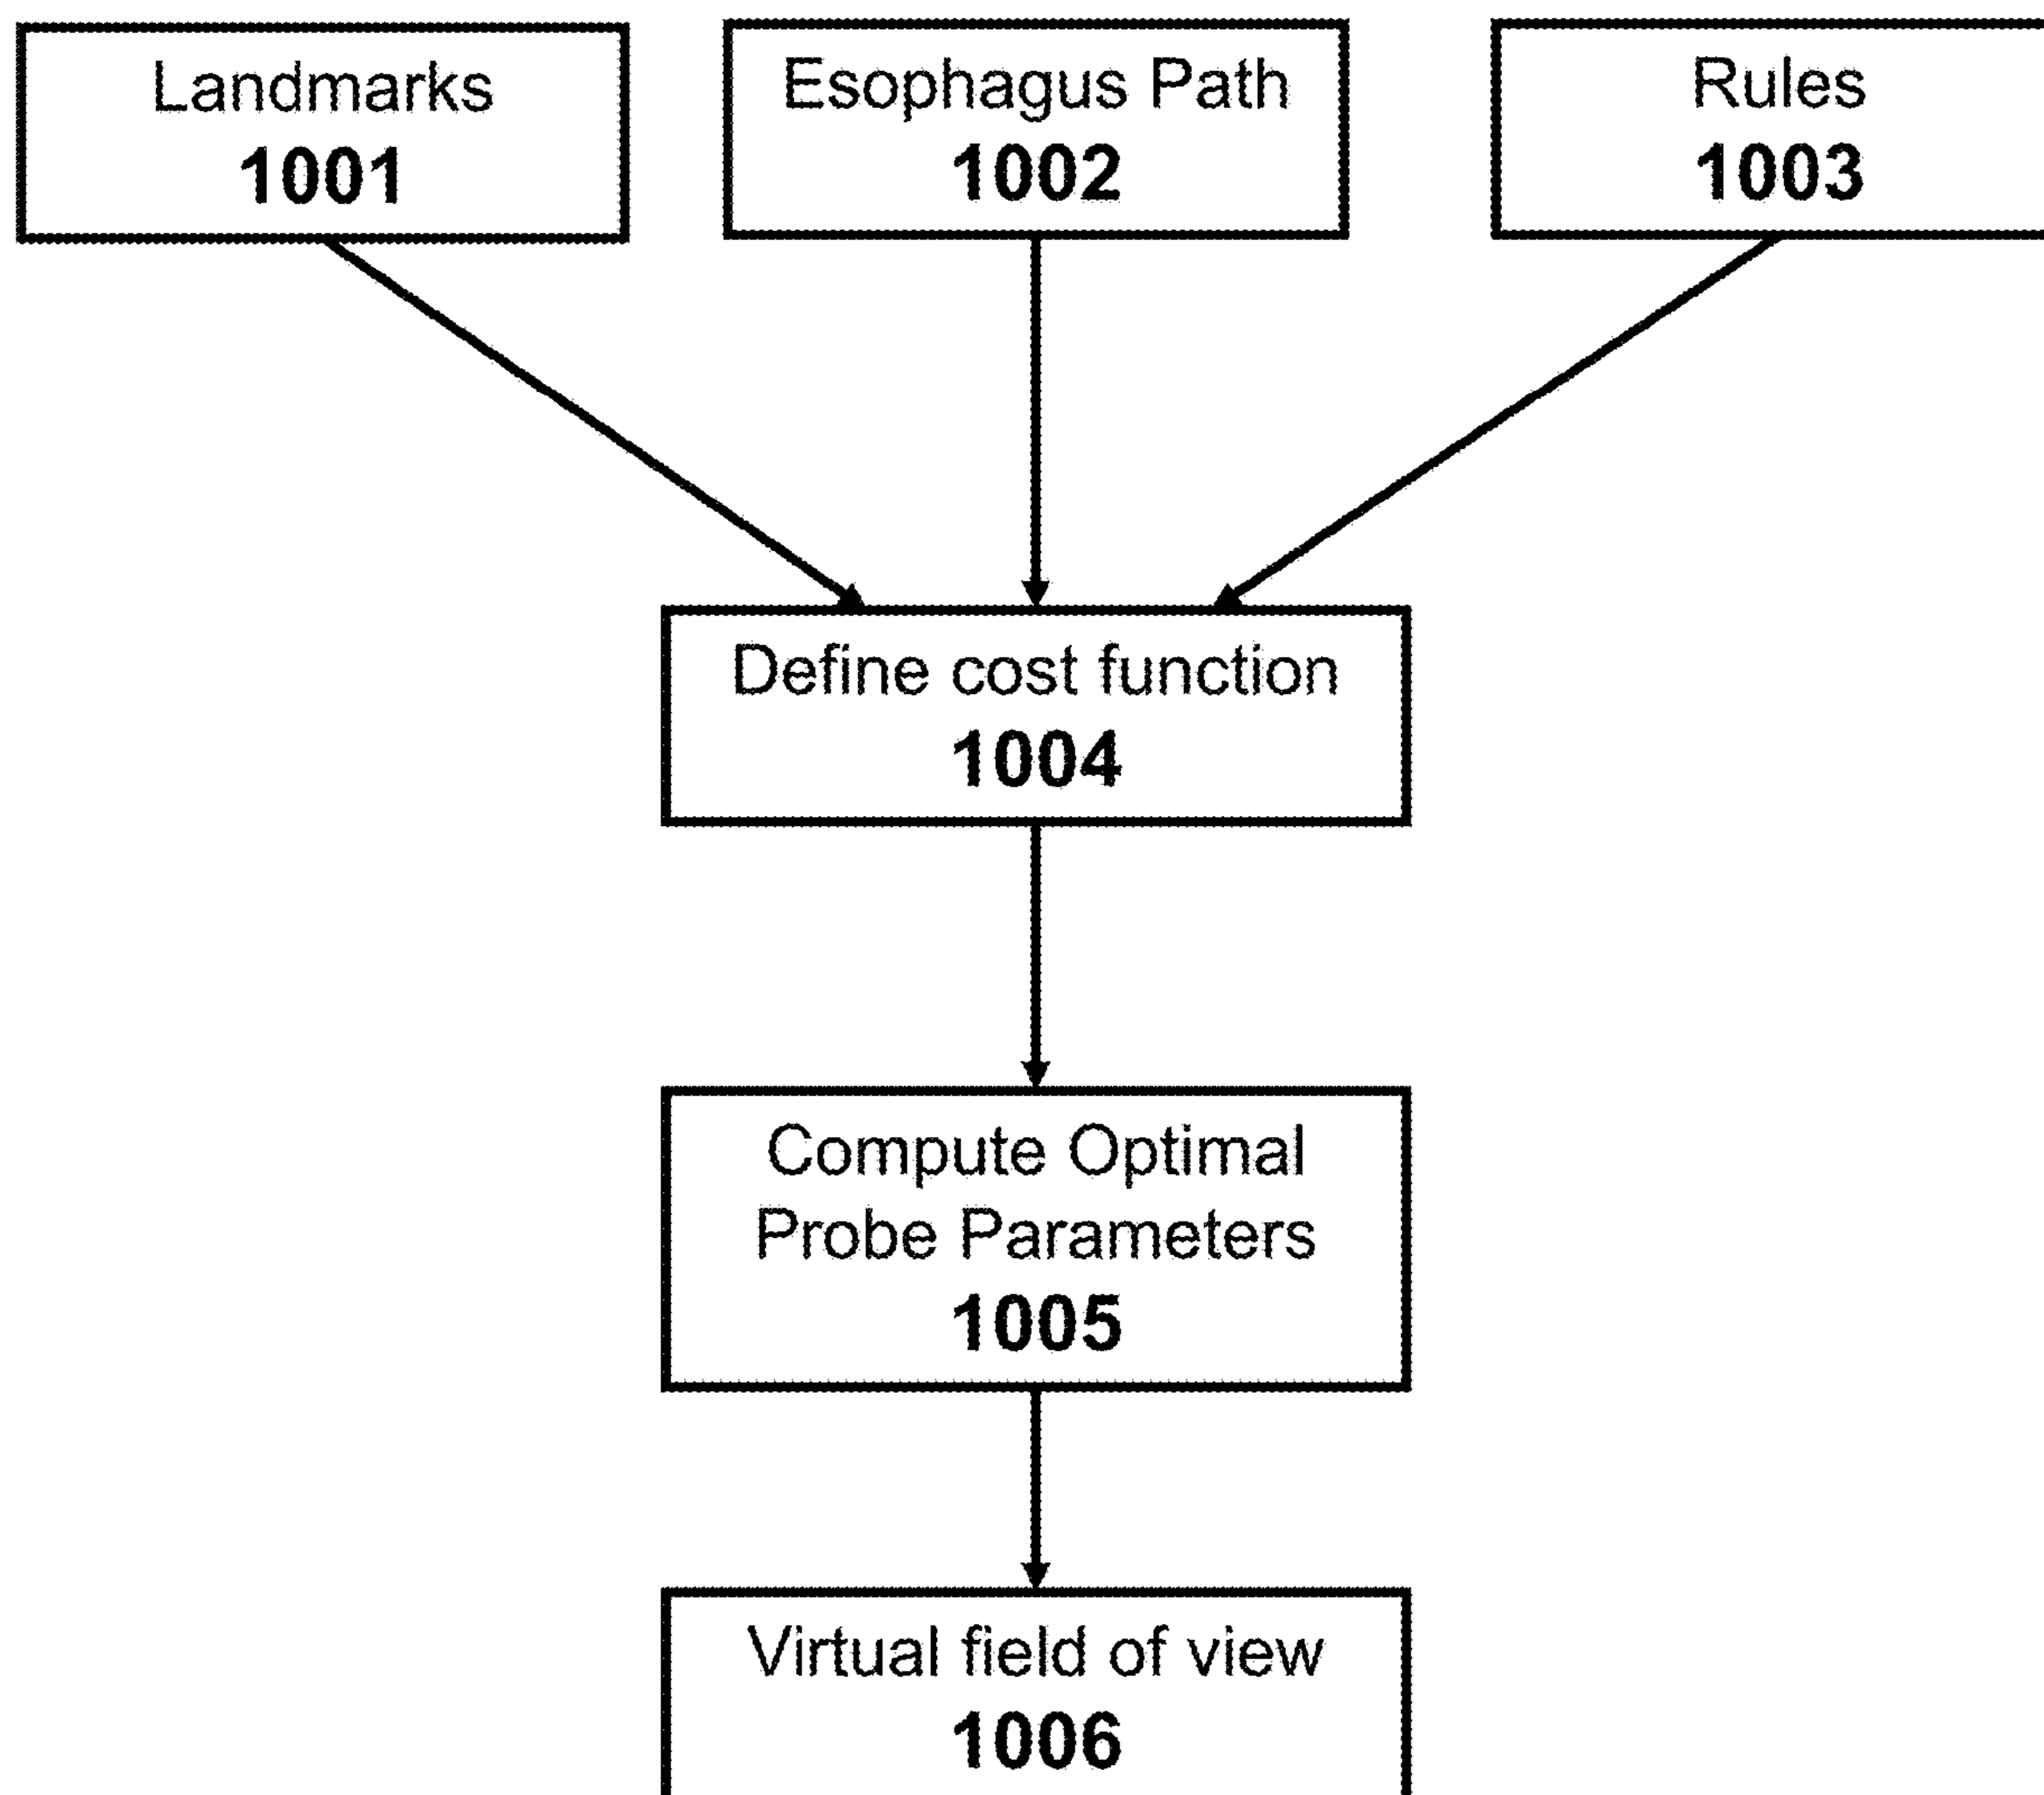 Landmarks
1001
Esophagus Path
1002
Rules
1003
Define cost function
1004
Compute Optimal
Probe Parameters
1005
Virtual field of view
1006